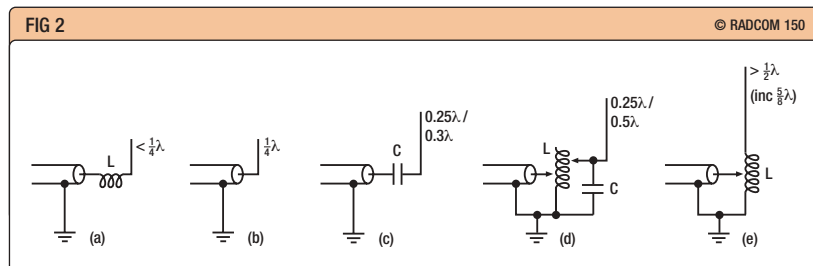 FIG 2
© RADCOM 150
L
< 1/4λ
(a)
1/4λ
(b)
C
0.25λ /
0.3λ
(c)
L
0.25λ /
0.5λ
C
(d)
> 1/2λ
(inc 5/8λ)
L
(e)